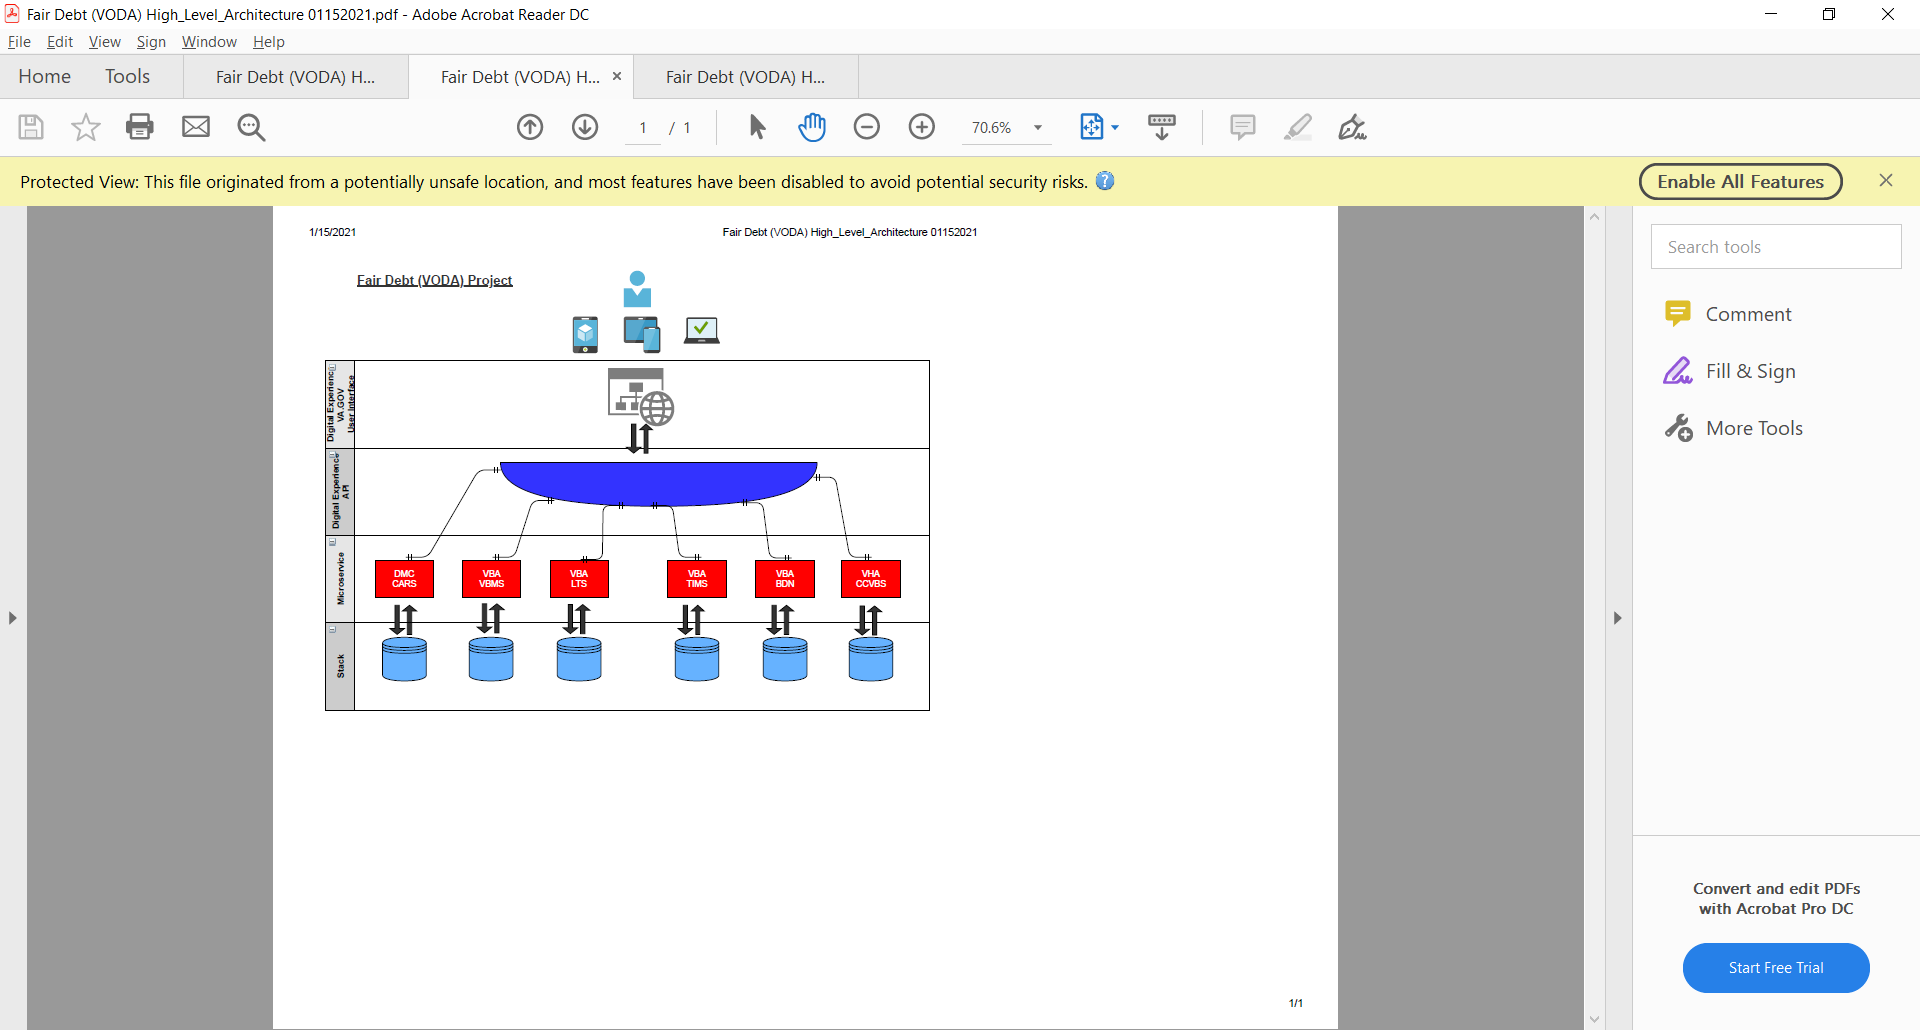 Fair Debt (VODA) High_Level_Architecture 01152021.pdf - Adobe Acrobat Reader DC
File Edit View Sign Window Help
Home Tools Fair Debt (VODA) H... Fair Debt (VODA) H... Fair Debt (VODA) H...
1 / 1 70.6%
Protected View: This file originated from a potentially unsafe location, and most features have been disabled to avoid potential security risks. Enable All Features
1/15/2021 Fair Debt (VODA) High_Level_Architecture 01152021
Fair Debt (VODA) Project
Digital Experience
VA.GOV
User Interface
Digital Experience
API
Microservice
DMC
CARS
VBA
VBMS
VBA
LTS
VBA
TIMS
VBA
BDN
VHA
CCVBS
Stack
1/1
Search tools
Comment
Fill & Sign
More Tools
Convert and edit PDFs
with Acrobat Pro DC
Start Free Trial